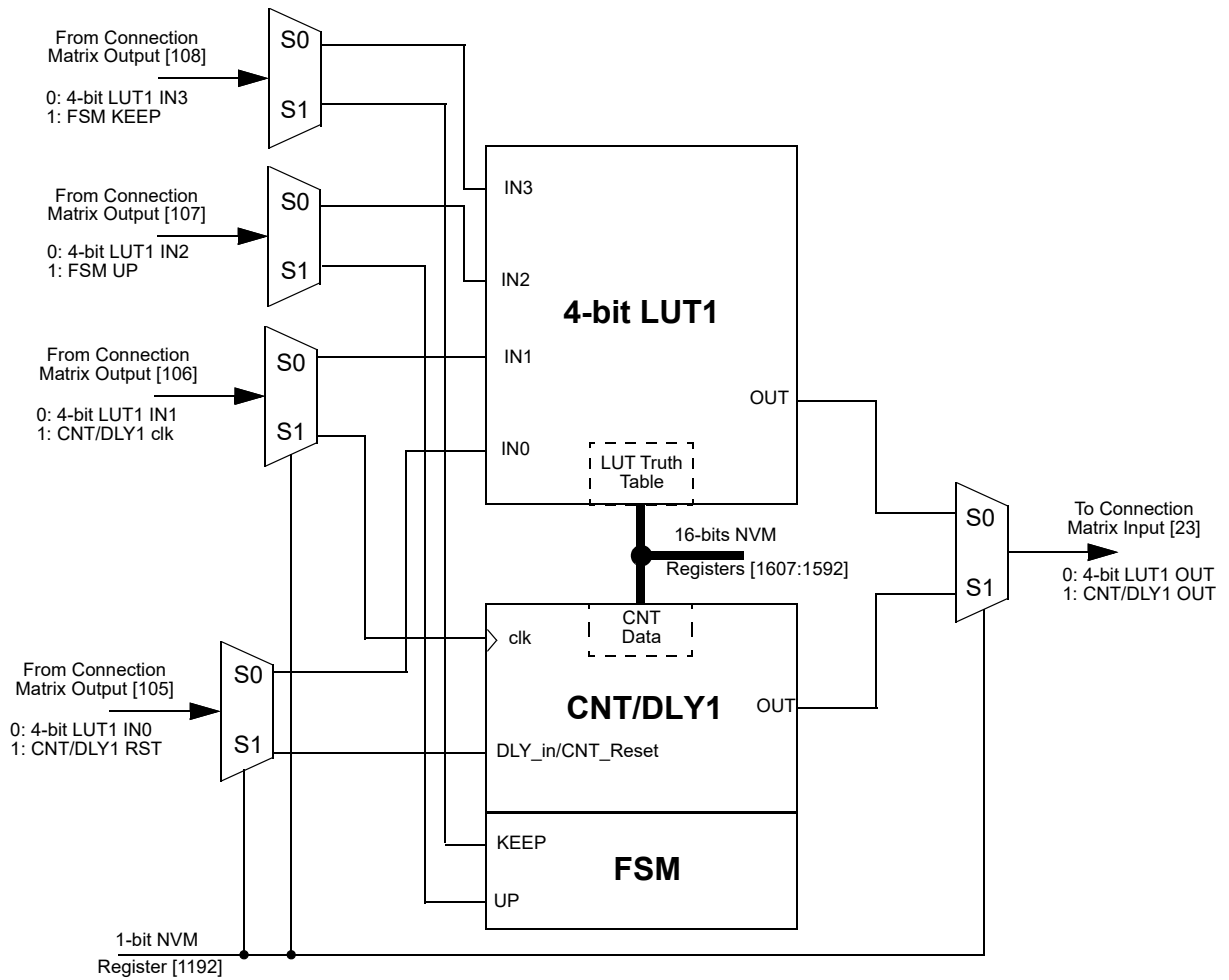 From Connection
Matrix Output [108]
0: 4-bit LUT1 IN3
1: FSM KEEP
S0
S1
From Connection
Matrix Output [107]
0: 4-bit LUT1 IN2
1: FSM UP
S0
S1
From Connection
Matrix Output [106]
0: 4-bit LUT1 IN1
1: CNT/DLY1 clk
S0
S1
From Connection
Matrix Output [105]
0: 4-bit LUT1 IN0
1: CNT/DLY1 RST
S0
S1
IN3
IN2
IN1
IN0
4-bit LUT1
OUT
LUT Truth
Table
16-bits NVM
Registers [1607:1592]
CNT
Data
clk
CNT/DLY1
OUT
DLY_in/CNT_Reset
KEEP
FSM
UP
S0
S1
To Connection
Matrix Input [23]
0: 4-bit LUT1 OUT
1: CNT/DLY1 OUT
1-bit NVM
Register [1192]